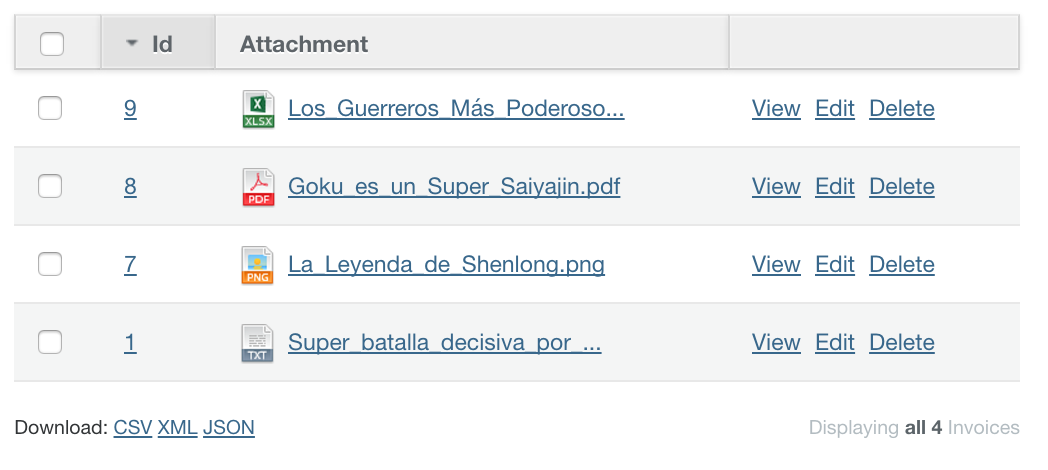 Id Attachment
9 XLSX Los_Guerreros_Más_Poderoso... View Edit Delete
8 PDF Goku_es_un_Super_Saiyajin.pdf View Edit Delete
7 PNG La_Leyenda_de_Shenlong.png View Edit Delete
1 TXT Super_batalla_decisiva_por_... View Edit Delete
Download: CSV XML JSON Displaying all 4 Invoices